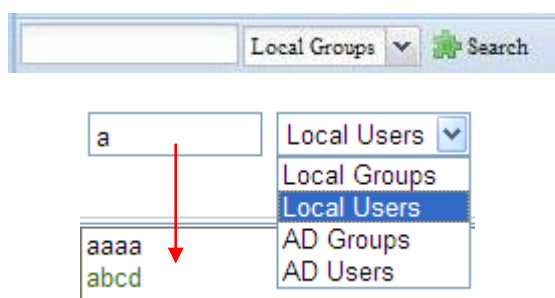 Local Groups Search
a Local Users
Local Groups
Local Users
AD Groups
AD Users
aaaa
abcd